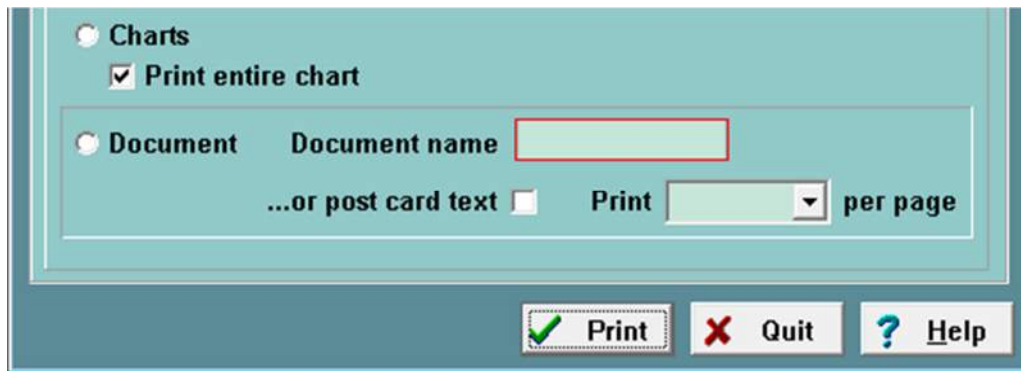 Charts
Print entire chart
Document Document name
...or post card text Print per page
Print Quit Help